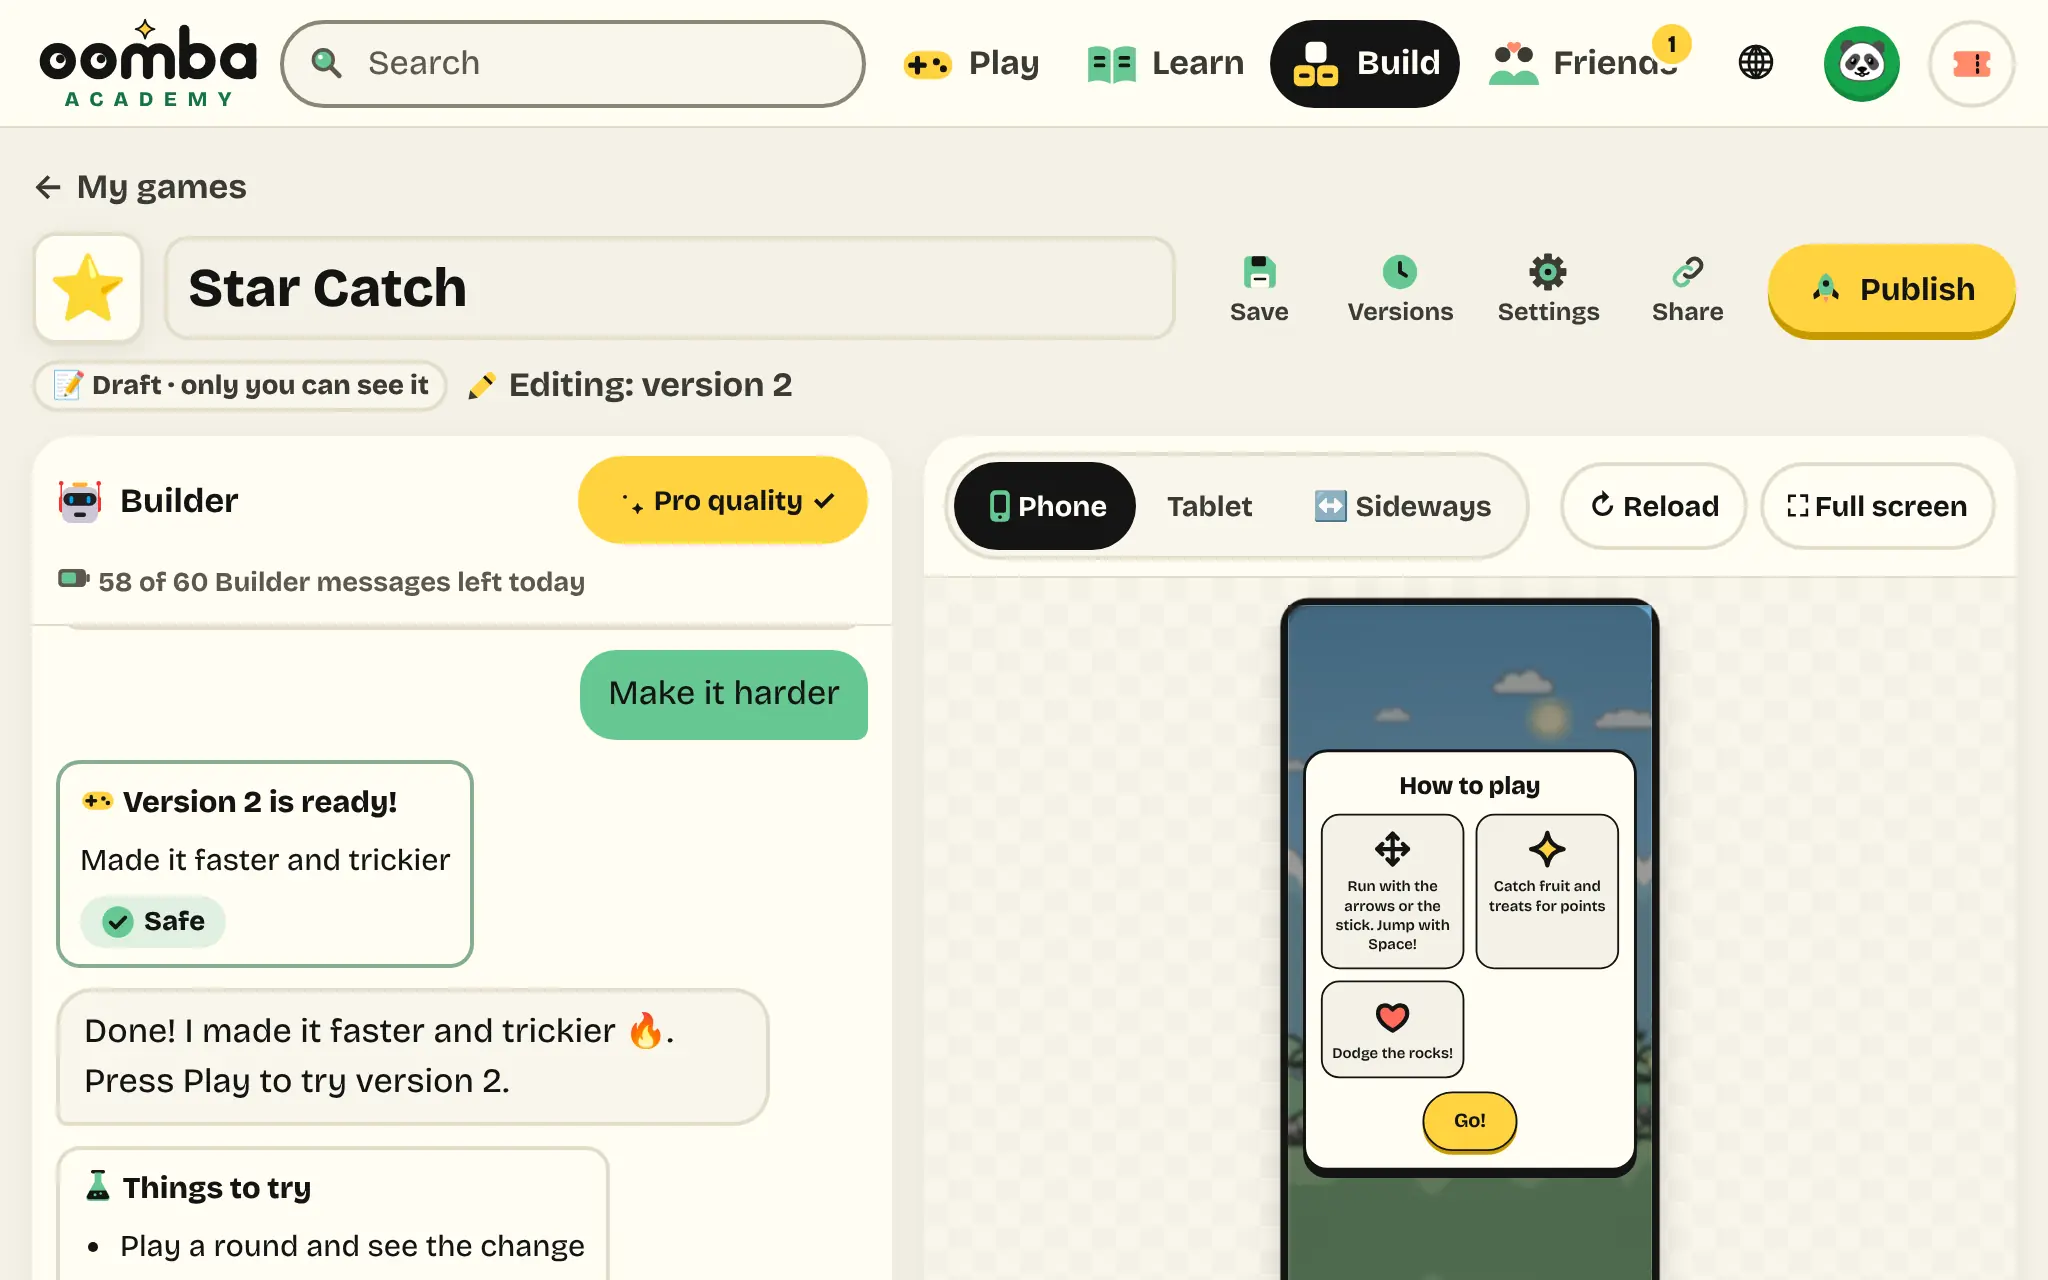 oomba
ACADEMY
Search
Play
Learn
Build
Friends
1
← My games
Star Catch
Save
Versions
Settings
Share
Publish
Draft · only you can see it
Editing: version 2
Builder
Pro quality ✓
58 of 60 Builder messages left today
Make it harder
Version 2 is ready!
Made it faster and trickier
Safe
Done! I made it faster and trickier 🔥.
Press Play to try version 2.
Things to try
• Play a round and see the change
Phone
Tablet
Sideways
Reload
Full screen
How to play
Run with the
arrows or the
stick. Jump with
Space!
Catch fruit and
treats for points
Dodge the rocks!
Go!